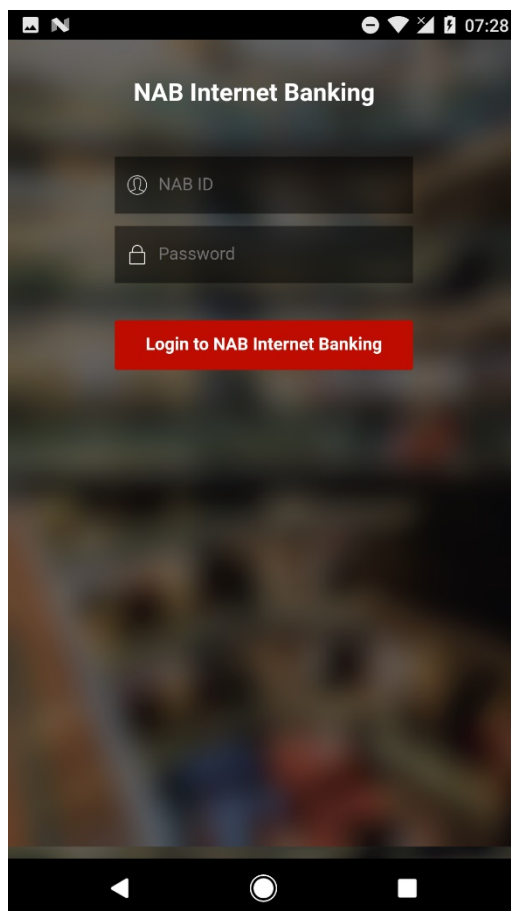 07:28
NAB Internet Banking
NAB ID
Password
Login to NAB Internet Banking